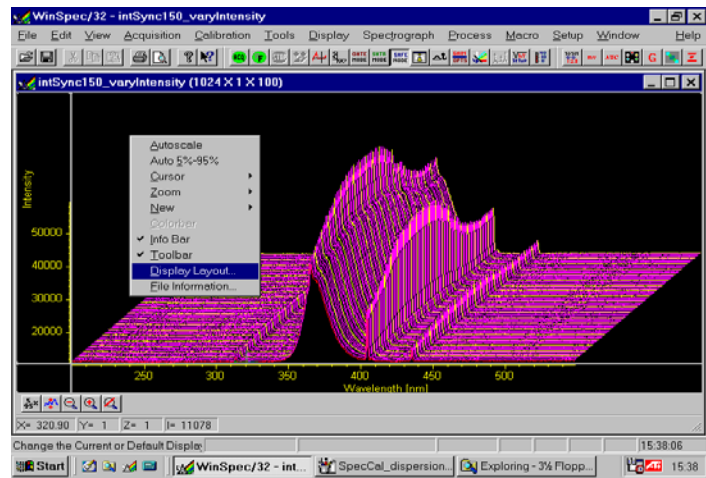 WinSpec/32 - intSync150_varyIntensity
File Edit View Acquisition Calibration Tools Display Spectrograph Process Macro Setup Window Help
intSync150_varyIntensity (1024 X 1 X 100)
Autoscale
Auto 5%-95%
Cursor
Zoom
New
Colorbar
Info Bar
Toolbar
Display Layout...
File Information...
Intensity
50000
40000
30000
20000
250 300 350 400 450 500
Wavelength [nm]
X= 320.90 Y= 1 Z= 1 I= 11078
Change the Current or Default Display 15:38:06
Start WinSpec/32 - int... SpecCal_dispersion... Exploring - 3½ Flopp... 15:38